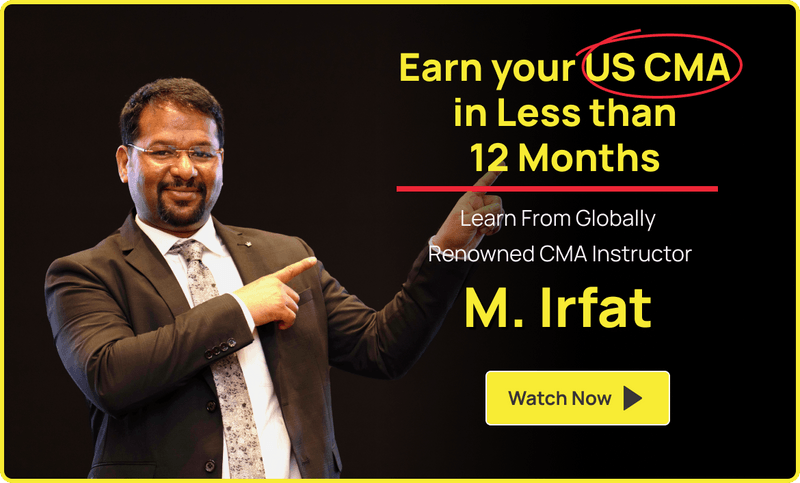 Earn your US CMA
in Less than
12 Months
Learn From Globally
Renowned CMA Instructor
M. Irfat
Watch Now